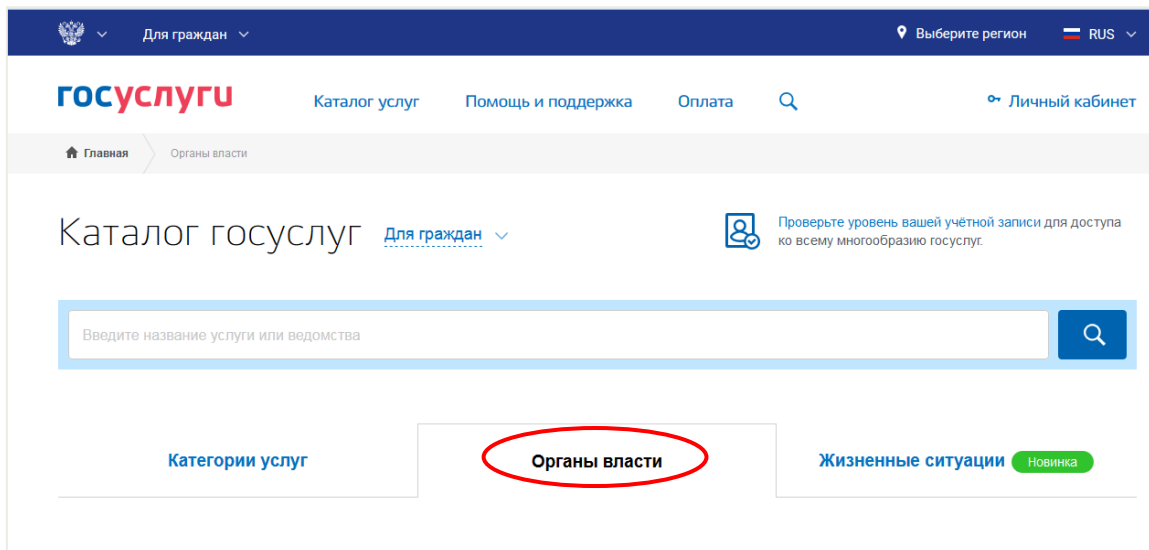 Для граждан
Выберите регион
RUS
госуслуги
Каталог услуг
Помощь и поддержка
Оплата
Личный кабинет
Главная
Органы власти
Каталог госуслуг
Для граждан
Проверьте уровень вашей учётной записи для доступа
ко всему многообразию госуслуг.
Введите название услуги или ведомства
Категории услуг
Органы власти
Жизненные ситуации
Новинка